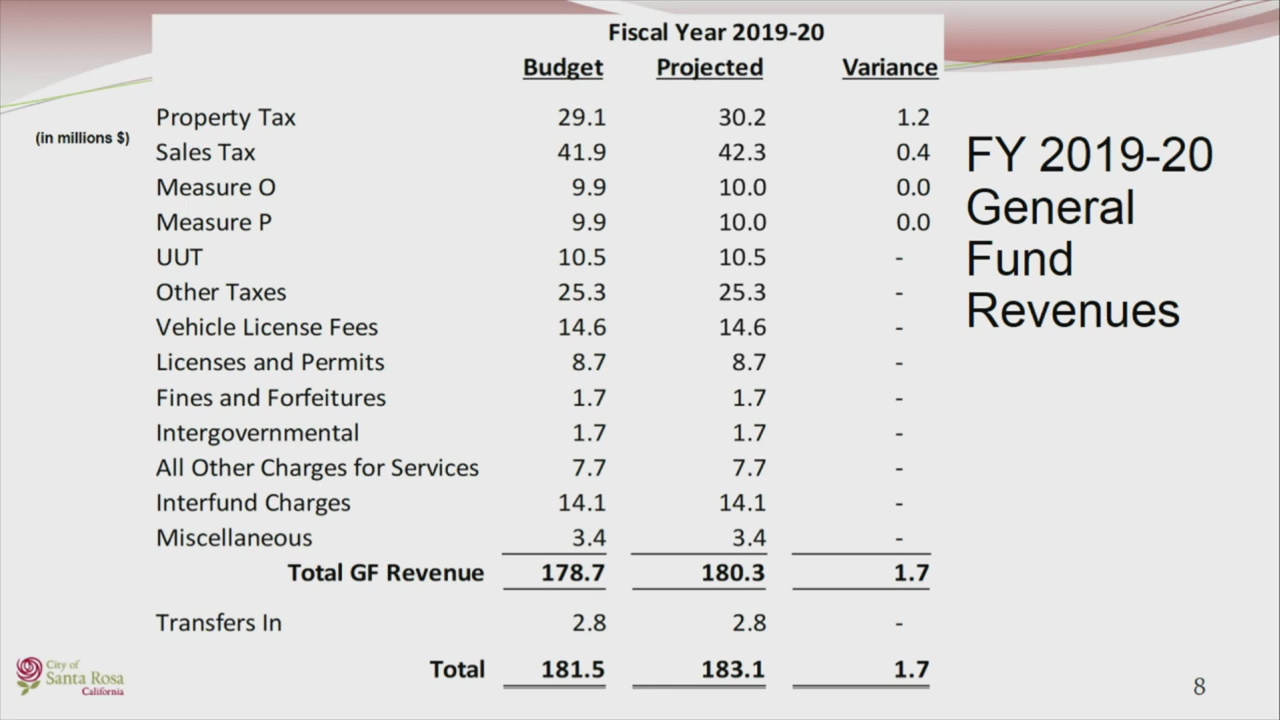 Fiscal Year 2019-20
Budget Projected Variance
(in millions $)
Property Tax 29.1 30.2 1.2
Sales Tax 41.9 42.3 0.4
Measure O 9.9 10.0 0.0
Measure P 9.9 10.0 0.0
UUT 10.5 10.5 -
Other Taxes 25.3 25.3 -
Vehicle License Fees 14.6 14.6 -
Licenses and Permits 8.7 8.7 -
Fines and Forfeitures 1.7 1.7 -
Intergovernmental 1.7 1.7 -
All Other Charges for Services 7.7 7.7 -
Interfund Charges 14.1 14.1 -
Miscellaneous 3.4 3.4 -
Total GF Revenue 178.7 180.3 1.7
Transfers In 2.8 2.8 -
Total 181.5 183.1 1.7
FY 2019-20
General
Fund
Revenues
City of
Santa Rosa
California
8